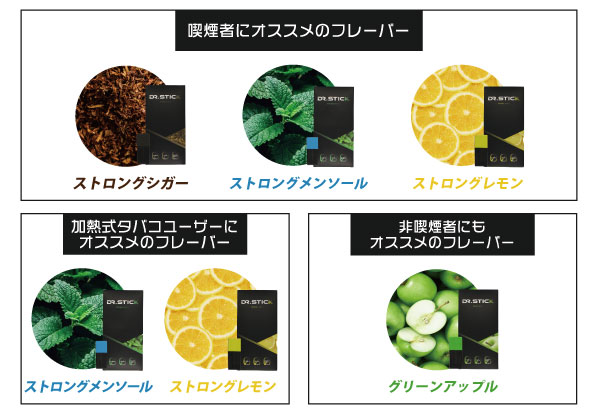 喫煙者にオススメのフレーバー
DR.STICK
DR.STICK
DR.STICK
ストロングシガー
ストロングメンソール
ストロングレモン
加熱式タバコユーザーに
オススメのフレーバー
DR.STICK
DR.STICK
ストロングメンソール
ストロングレモン
非喫煙者にも
オススメのフレーバー
DR.STICK
グリーンアップル